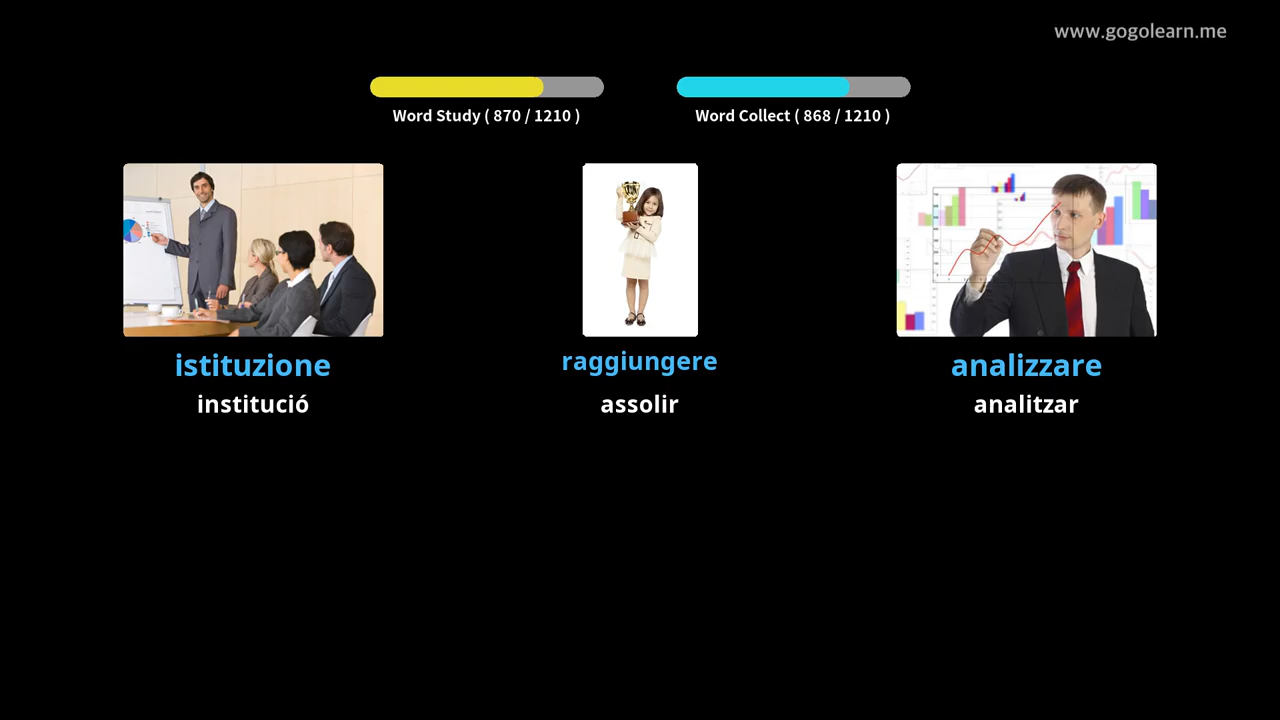 www.gogolearn.me
Word Study ( 870 / 1210 )
Word Collect ( 868 / 1210 )
istituzione
raggiungere
analizzare
institució
assolir
analitzar